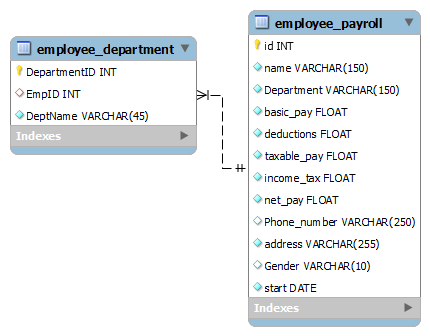 employee_department
DepartmentID INT
EmpID INT
DeptName VARCHAR(45)
Indexes
employee_payroll
id INT
name VARCHAR(150)
Department VARCHAR(150)
basic_pay FLOAT
deductions FLOAT
taxable_pay FLOAT
income_tax FLOAT
net_pay FLOAT
Phone_number VARCHAR(250)
address VARCHAR(255)
Gender VARCHAR(10)
start DATE
Indexes